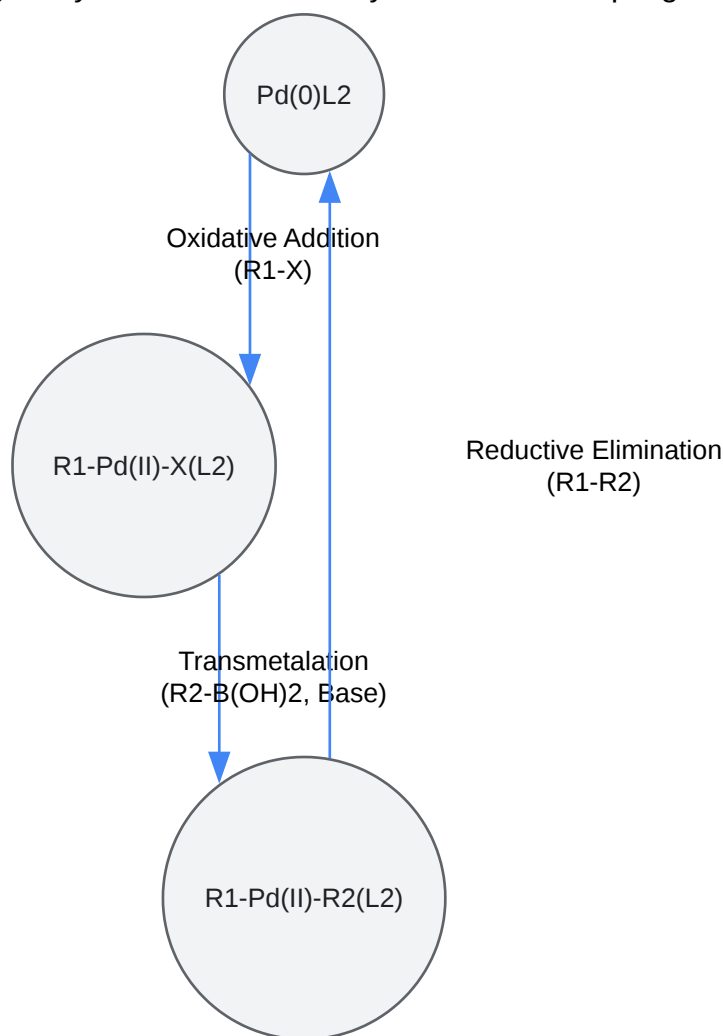 Pd(0)L2
Oxidative Addition
(R1-X)
R1-Pd(II)-X(L2)
Reductive Elimination
(R1-R2)
Transmetalation
(R2-B(OH)2, Base)
R1-Pd(II)-R2(L2)